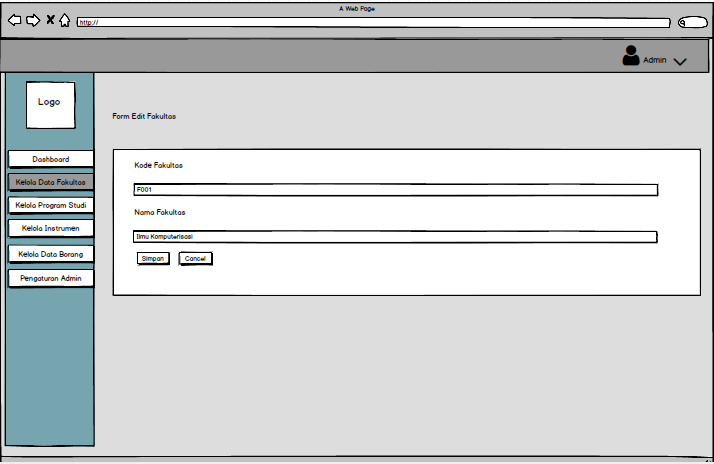 A Web Page
http://
Admin
Logo
Form Edit Fakultas
Dashboard
Kelola Data Fakultas
Kelola Program Studi
Kelola Instrumen
Kelola Data Borang
Pengaturan Admin
Kode Fakultas
F001
Nama Fakultas
Ilmu Komputerisasi
Simpan
Cancel